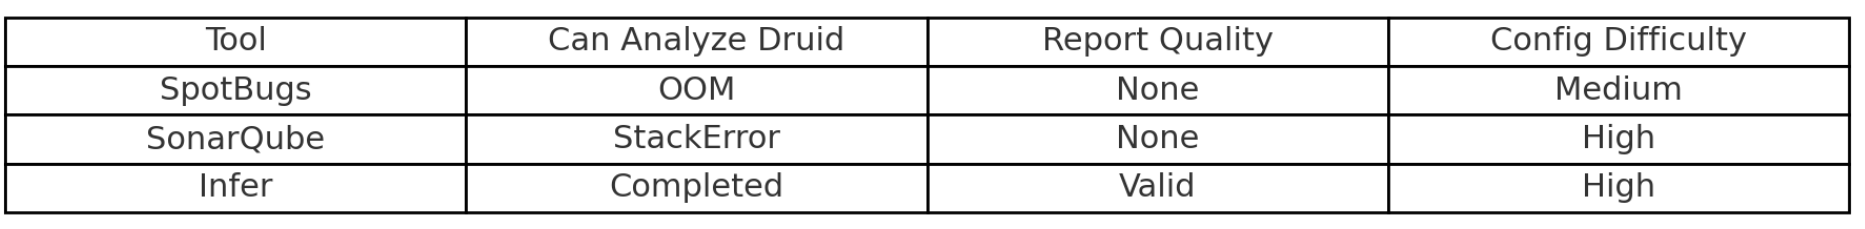 Tool Can Analyze Druid Report Quality Config Difficulty
SpotBugs OOM None Medium
SonarQube StackError None High
Infer Completed Valid High